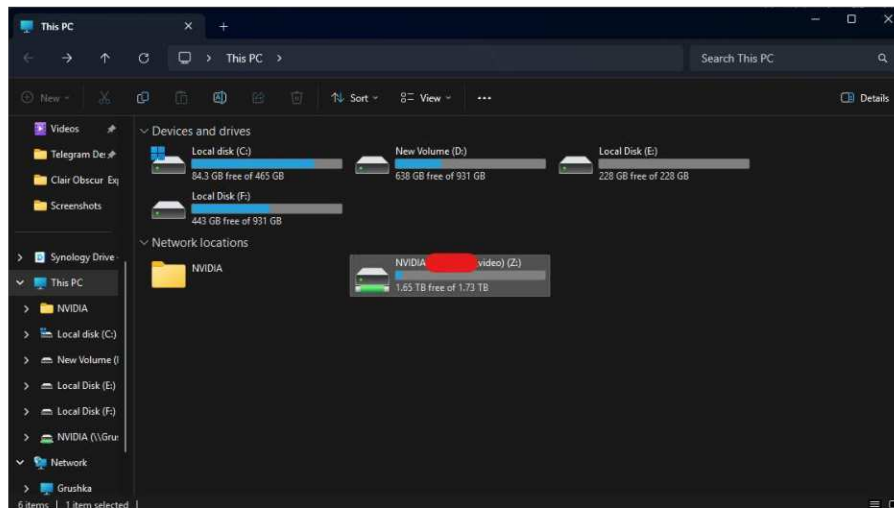 This PC
This PC
Search This PC
New
Sort
View
Details
Videos
Telegram De
Clair Obscur Ex
Screenshots
Synology Drive -
This PC
NVIDIA
Local disk (C:)
New Volume (
Local Disk (E:)
Local Disk (F:)
NVIDIA (\\Gru
Network
Grushka
Devices and drives
Local disk (C:)
84.3 GB free of 465 GB
New Volume (D:)
638 GB free of 931 GB
Local Disk (E:)
228 GB free of 228 GB
Local Disk (F:)
443 GB free of 931 GB
Network locations
NVIDIA
NVIDIA video) (Z:)
1.65 TB free of 1.73 TB
6 items | 1 item selected |